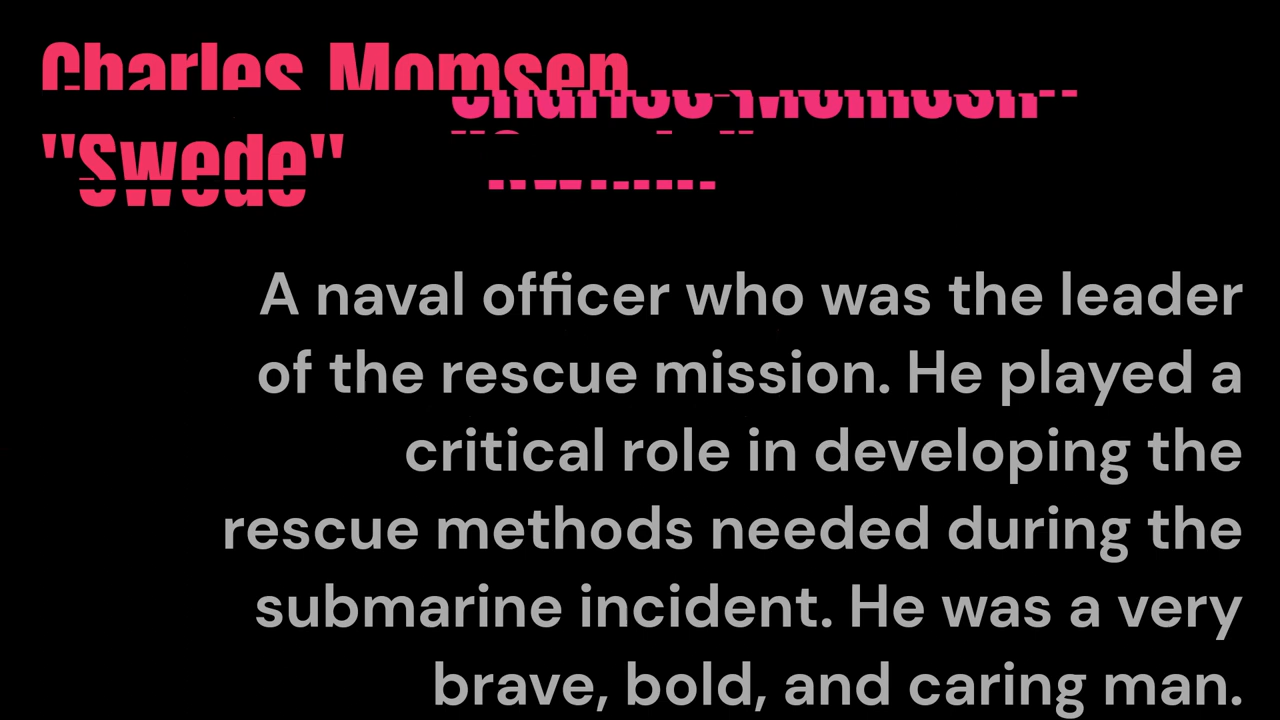 Charles Momsen
"Swede"
A naval officer who was the leader
of the rescue mission. He played a
critical role in developing the
rescue methods needed during the
submarine incident. He was a very
brave, bold, and caring man.